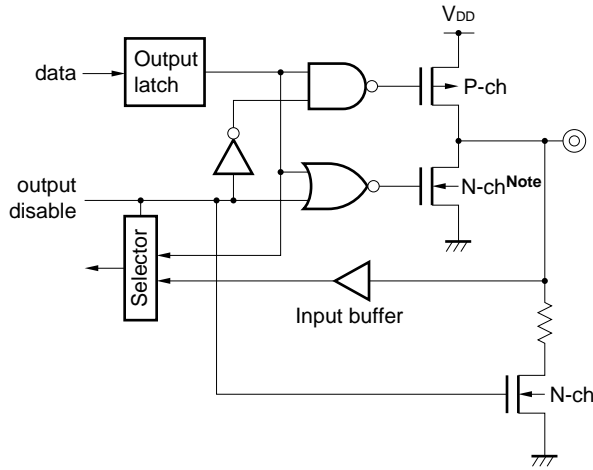 VDD
data
Output
latch
P-ch
output
disable
N-chNote
Selector
Input buffer
N-ch